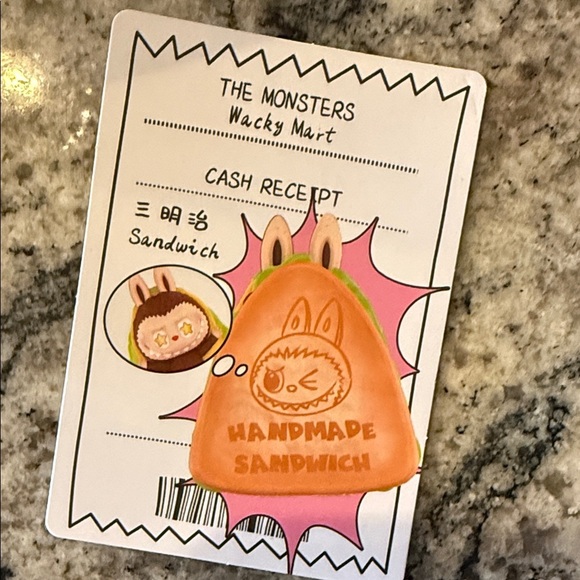 THE MONSTERS
Wacky Mart
CASH RECEIPT
三明治
Sandwich
HANDMADE
SANDWICH